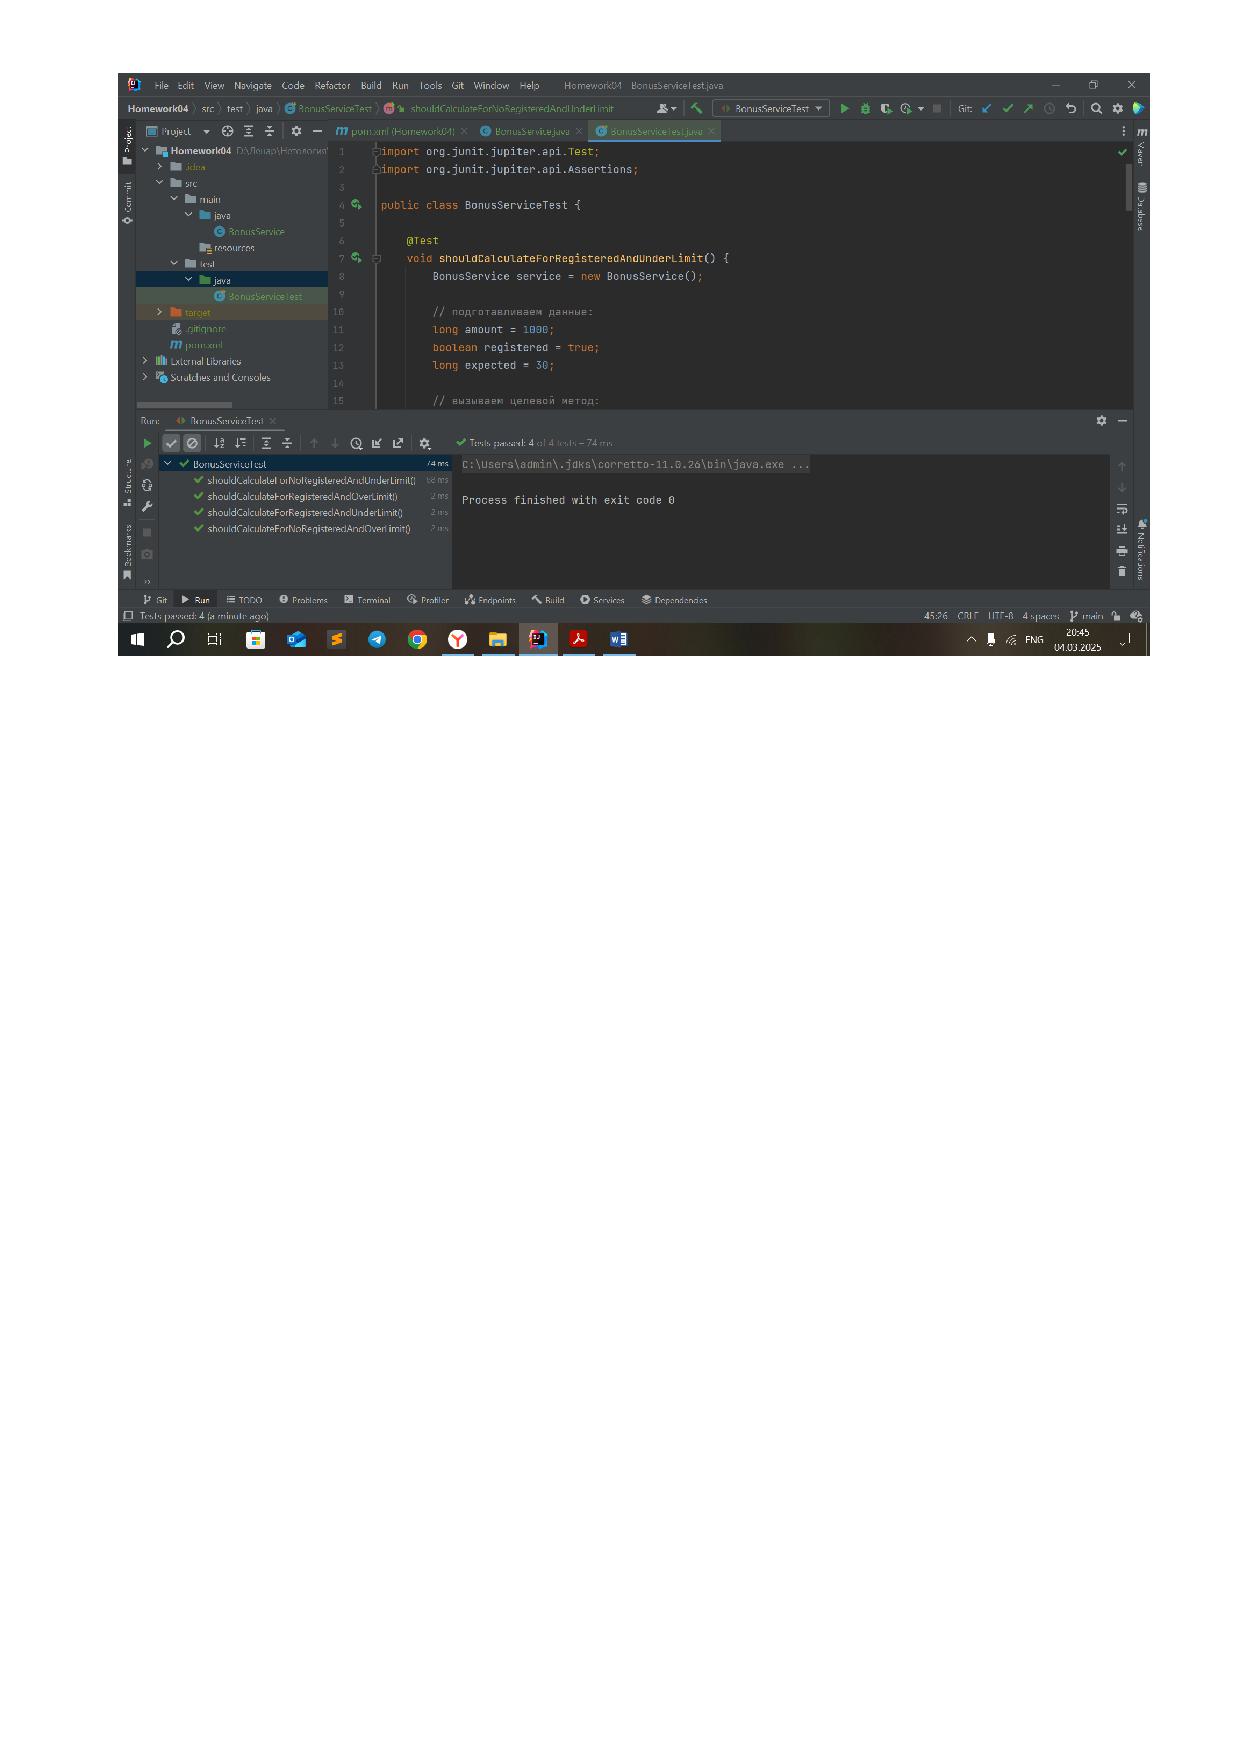 File Edit View Navigate Code Refactor Build Run Tools Git Window Help Homework04 BonusServiceTest.java
Homework04 src test java BonusServiceTest shouldCalculateForNoRegisteredAndUnderLimit BonusServiceTest Git:
Project pom.xml (Homework04) BonusService.java BonusServiceTest.java
Project
Commit
Structure
Bookmarks
Homework04
.idea
src
main
java
BonusService
resources
test
java
BonusServiceTest
target
.gitignore
pom.xml
External Libraries
Scratches and Consoles
1 import org.junit.jupiter.api.Test;
2 import org.junit.jupiter.api.Assertions;
3
4 public class BonusServiceTest {
5
6 @Test
7 void shouldCalculateForRegisteredAndUnderLimit() {
8 BonusService service = new BonusService();
9
10 // подготавливаем данные:
11 long amount = 1000;
12 boolean registered = true;
13 long expected = 30;
14
15 // вызываем целевой метод:
Maven
Database
Notifications
Run: BonusServiceTest
Tests passed: 4 of 4 tests – 74 ms
BonusServiceTest 74 ms
shouldCalculateForNoRegisteredAndUnderLimit() 68 ms
shouldCalculateForRegisteredAndOverLimit() 2 ms
shouldCalculateForRegisteredAndUnderLimit() 2 ms
shouldCalculateForNoRegisteredAndOverLimit() 2 ms
C:\Users\admin\.jdks\corretto-11.0.26\bin\java.exe ...
Process finished with exit code 0
Git Run TODO Problems Terminal Profiler Endpoints Build Services Dependencies
Tests passed: 4 (a minute ago) 45:26 CRLF UTF-8 4 spaces main
ENG
20:45
04.03.2025